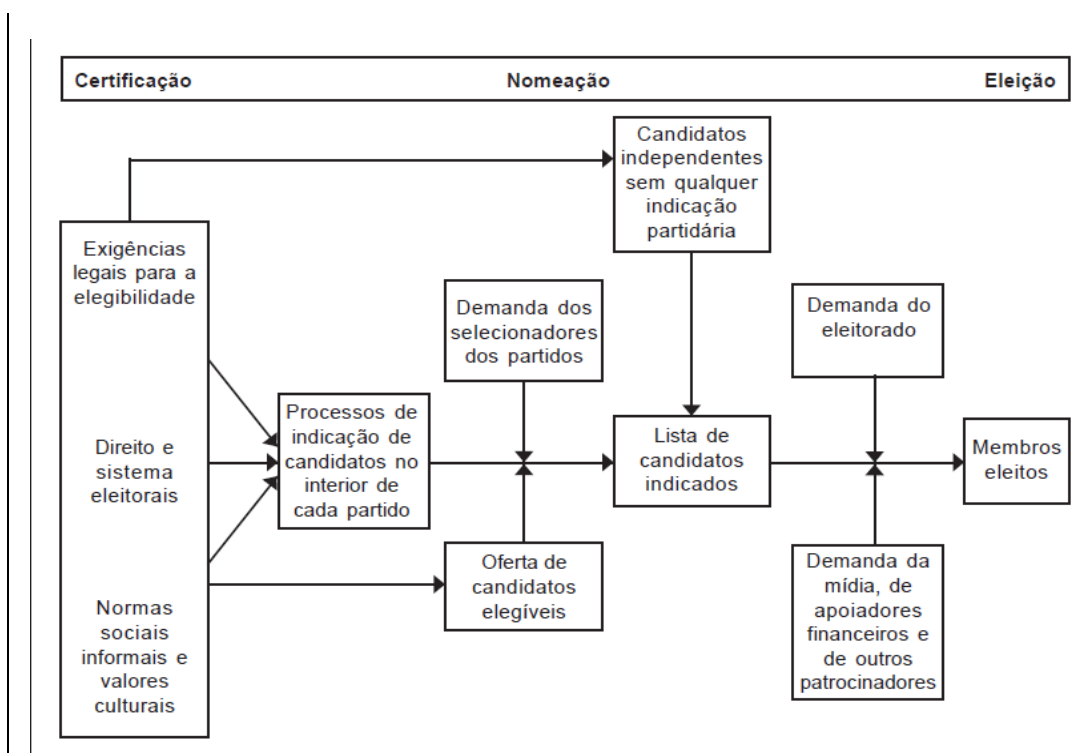 Certificação
Nomeação
Eleição
Candidatos
independentes
sem qualquer
indicação
partidária
Exigências
legais para a
elegibilidade
Direito e
sistema
eleitorais
Normas
sociais
informais e
valores
culturais
Demanda dos
selecionadores
dos partidos
Processos de
indicação de
candidatos no
interior de
cada partido
Oferta de
candidatos
elegíveis
Lista de
candidatos
indicados
Demanda do
eleitorado
Demanda da
mídia, de
apoiadores
financeiros e
de outros
patrocinadores
Membros
eleitos